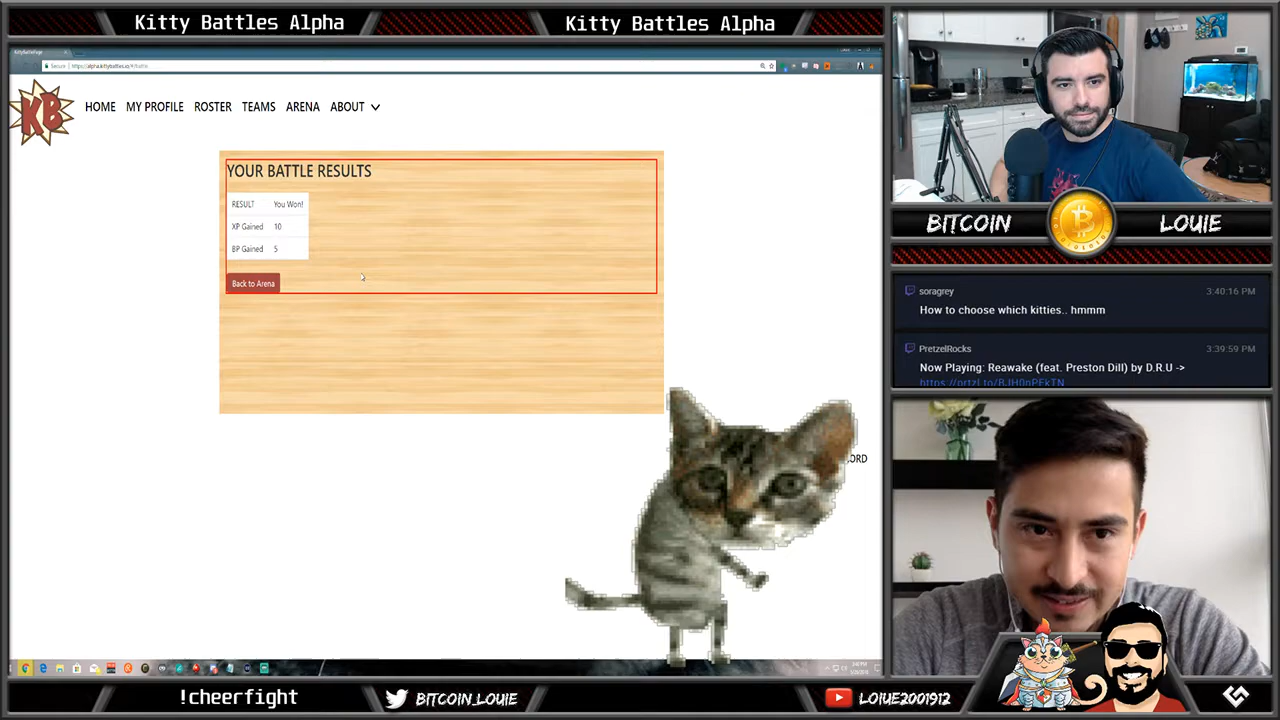 Kitty Battles Alpha
Kitty Battles Alpha
KB
HOME
MY PROFILE
ROSTER
TEAMS
ARENA
ABOUT
YOUR BATTLE RESULTS
RESULT You Won!
XP Gained 10
BP Gained 5
Back to Arena
ORD
BITCOIN
LOUIE
soragrey 3:40:16 PM
How to choose which kitties.. hmmm
PretzelRocks 3:39:59 PM
Now Playing: Reawake (feat. Preston Dill) by D.R.U ->
!cheerfight
BITCOIN_LOUIE
LOIUE2001912